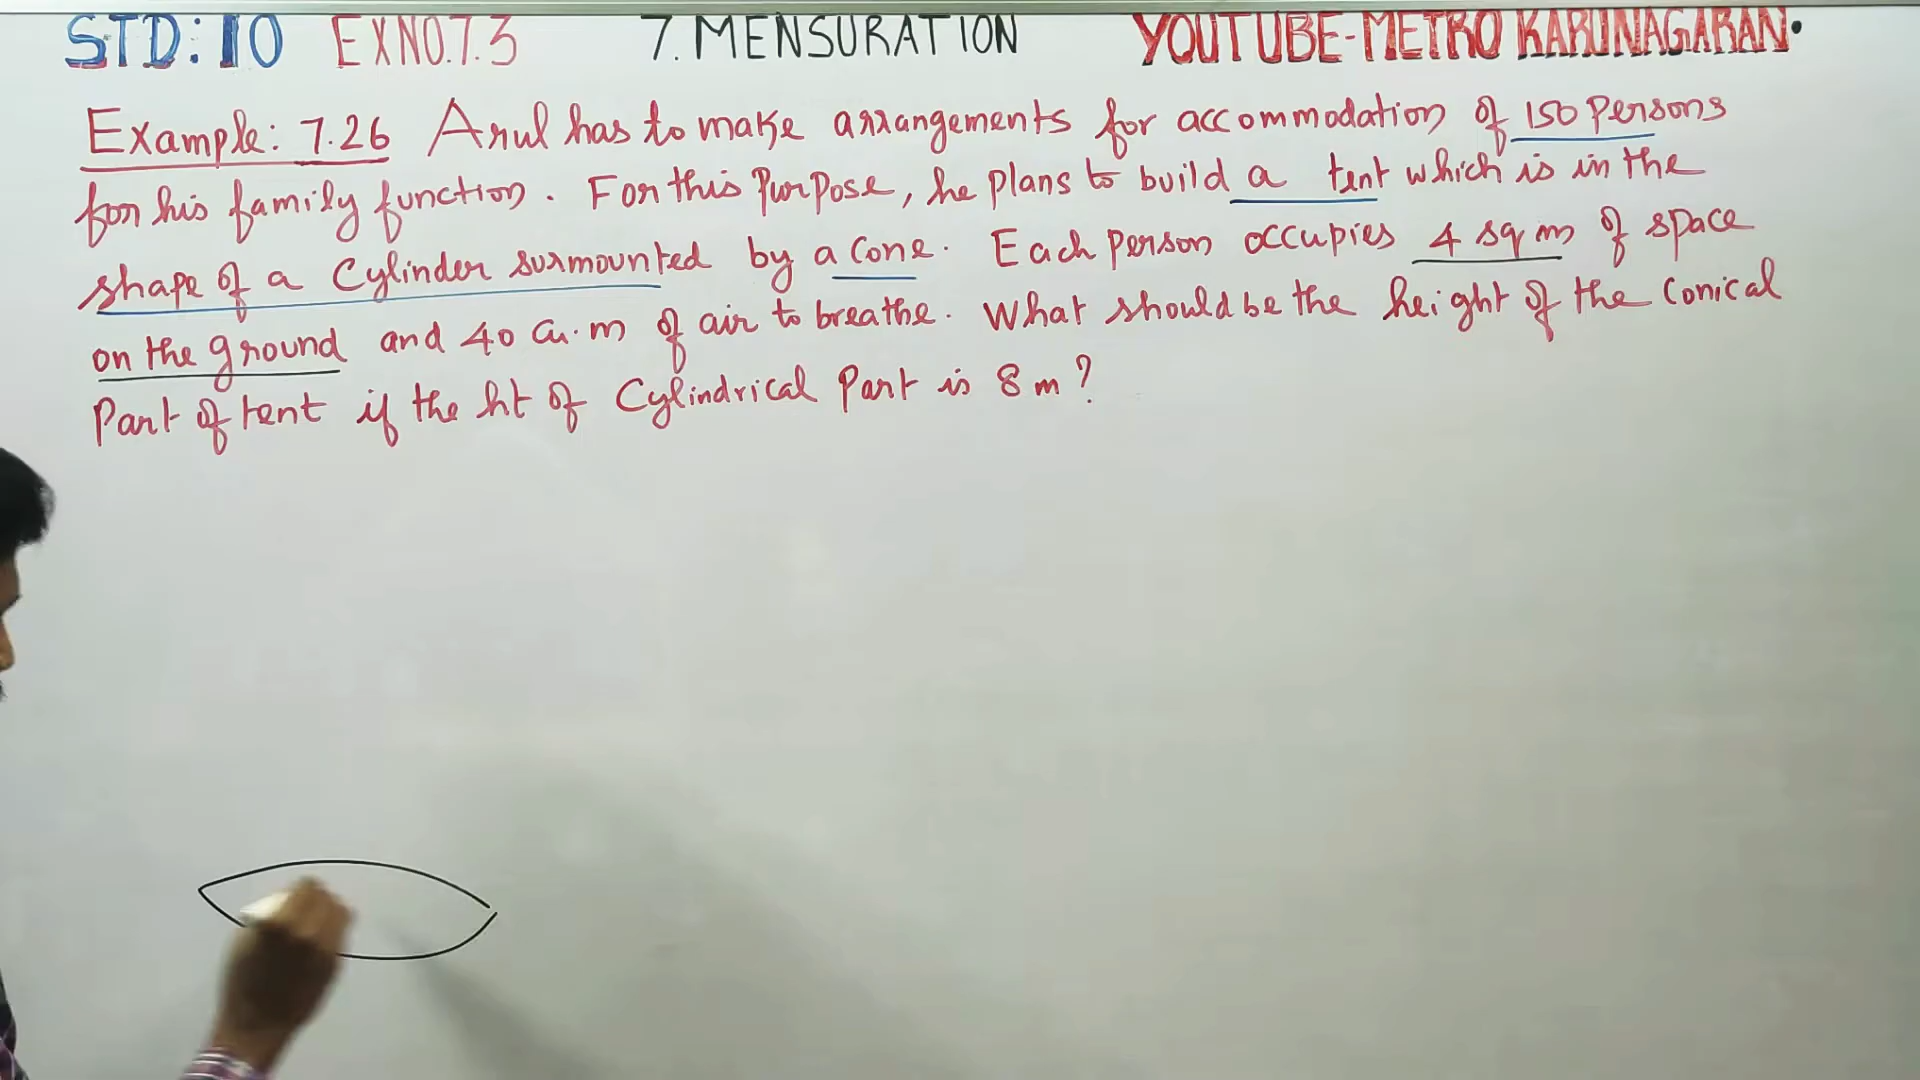 STD: 10 EXNO.7.3 7. MENSURATION YOUTUBE-METRO KARUNAGARAN.
Example: 7.26 Arul has to make arrangements for accommodation of 150 persons
for his family function. For this purpose, he plans to build a tent which is in the
shape of a Cylinder surmounted by a cone. Each person occupies 4 sq m of space
on the ground and 40 cu.m of air to breathe. What should be the height of the conical
Part of tent if the ht of Cylindrical Part is 8 m?